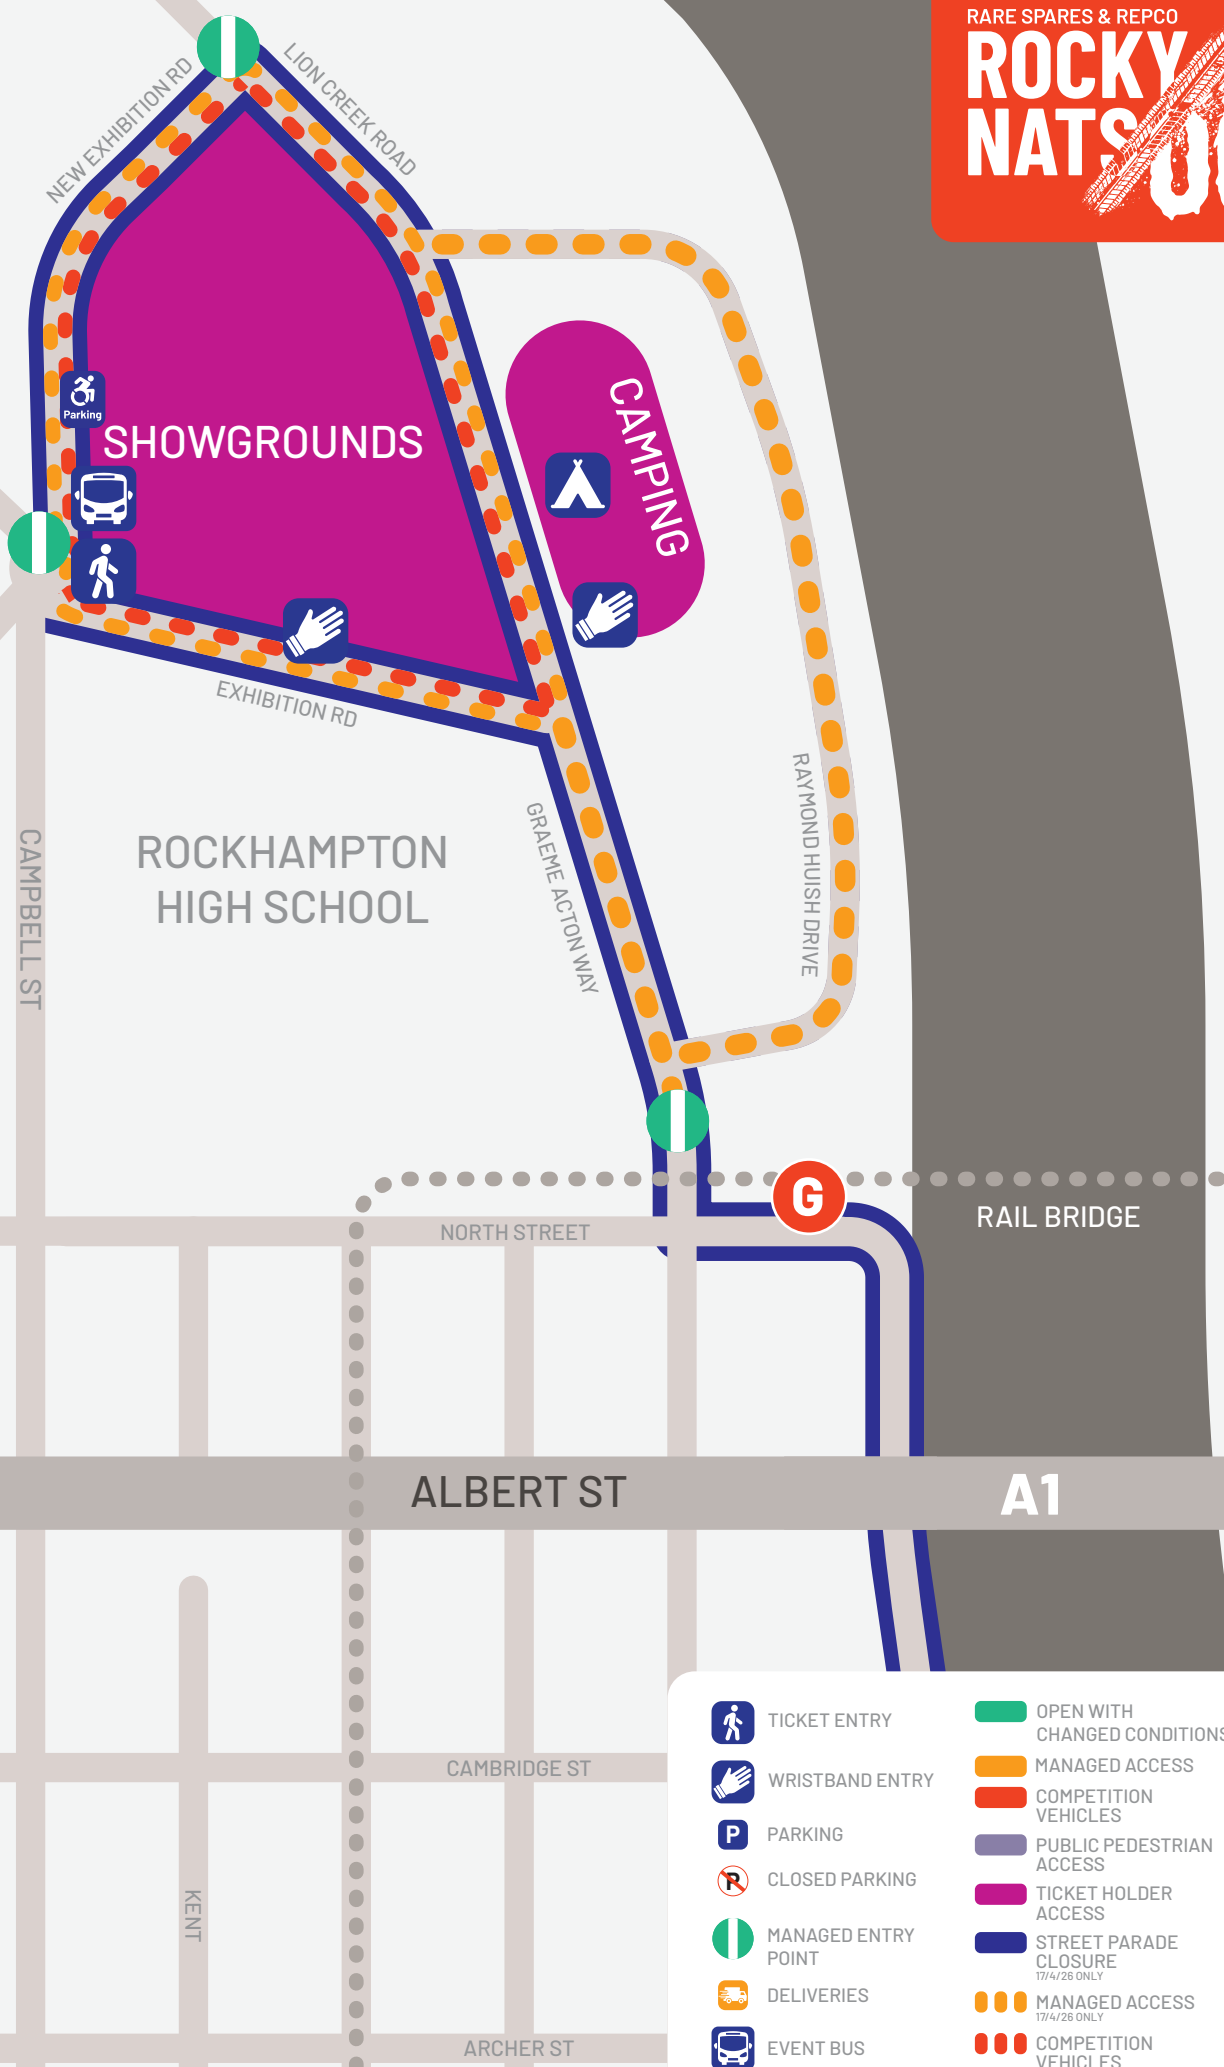 RARE SPARES & REPCO
ROCKY
NATS
NEW EXHIBITION RD
LION CREEK ROAD
CAMPING
Parking
SHOWGROUNDS
EXHIBITION RD
RAYMOND HUISH DRIVE
GRAEME ACTON WAY
CAMPBELL ST
ROCKHAMPTON
HIGH SCHOOL
G
RAIL BRIDGE
NORTH STREET
ALBERT ST
A1
CAMBRIDGE ST
KENT
ARCHER ST
TICKET ENTRY
WRISTBAND ENTRY
P PARKING
P CLOSED PARKING
MANAGED ENTRY
POINT
DELIVERIES
EVENT BUS
OPEN WITH
CHANGED CONDITIONS
MANAGED ACCESS
COMPETITION
VEHICLES
PUBLIC PEDESTRIAN
ACCESS
TICKET HOLDER
ACCESS
STREET PARADE
CLOSURE
17/4/26 ONLY
MANAGED ACCESS
17/4/26 ONLY
COMPETITION
VEHICLES